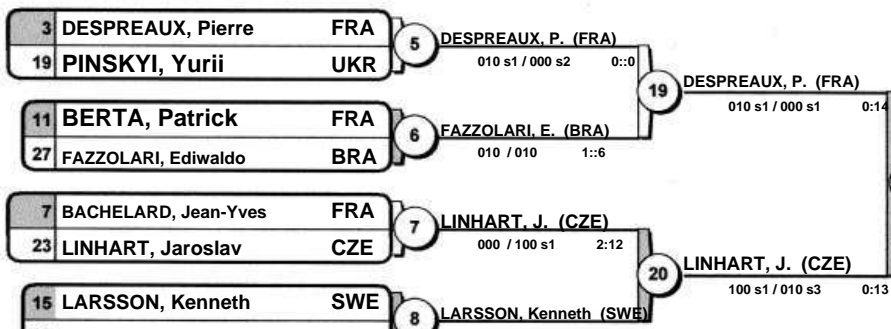 3 DESPREAUX, Pierre FRA
19 PINSKYI, Yurii UKR
5
DESPREAUX, P. (FRA)
010 s1 / 000 s2 0::0
11 BERTA, Patrick FRA
27 FAZZOLARI, Ediwaldo BRA
6
FAZZOLARI, E. (BRA)
010 / 010 1::6
19
DESPREAUX, P. (FRA)
010 s1 / 000 s1 0:14
7 BACHELARD, Jean-Yves FRA
23 LINHART, Jaroslav CZE
7
LINHART, J. (CZE)
000 / 100 s1 2:12
15 LARSSON, Kenneth SWE
8
LARSSON, Kenneth (SWE)
20
LINHART, J. (CZE)
100 s1 / 010 s3 0:13